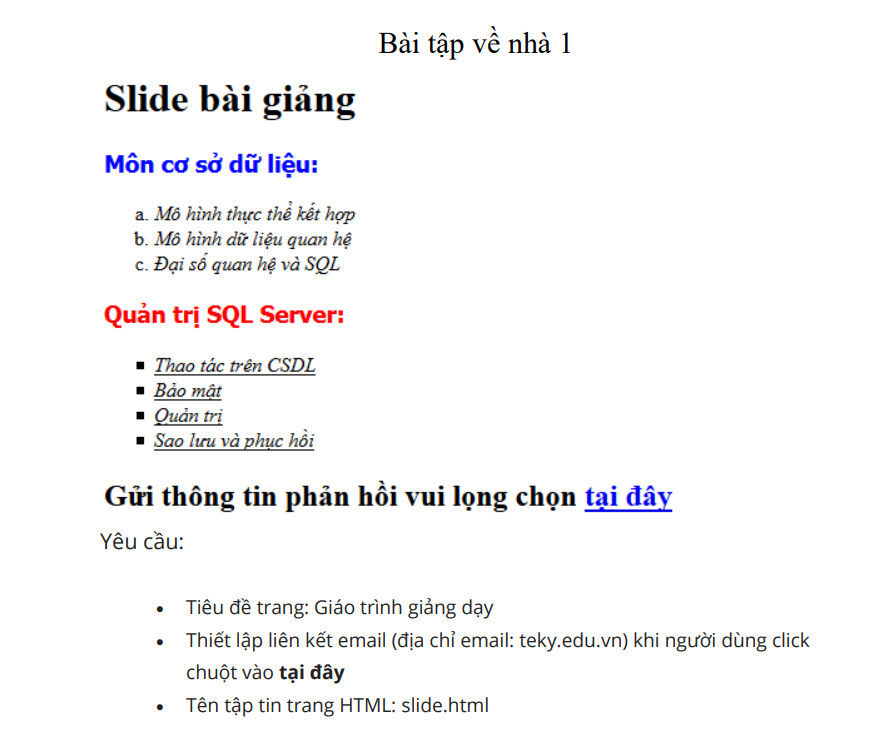 Bài tập về nhà 1
Slide bài giảng
Môn cơ sở dữ liệu:
a. Mô hình thực thể kết hợp
b. Mô hình dữ liệu quan hệ
c. Đại số quan hệ và SQL
Quản trị SQL Server:
▪ Thao tác trên CSDL
▪ Bảo mật
▪ Quản trị
▪ Sao lưu và phục hồi
Gửi thông tin phản hồi vui lọng chọn tại đây
Yêu cầu:
• Tiêu đề trang: Giáo trình giảng dạy
• Thiết lập liên kết email (địa chỉ email: teky.edu.vn) khi người dùng click
chuột vào tại đây
• Tên tập tin trang HTML: slide.html